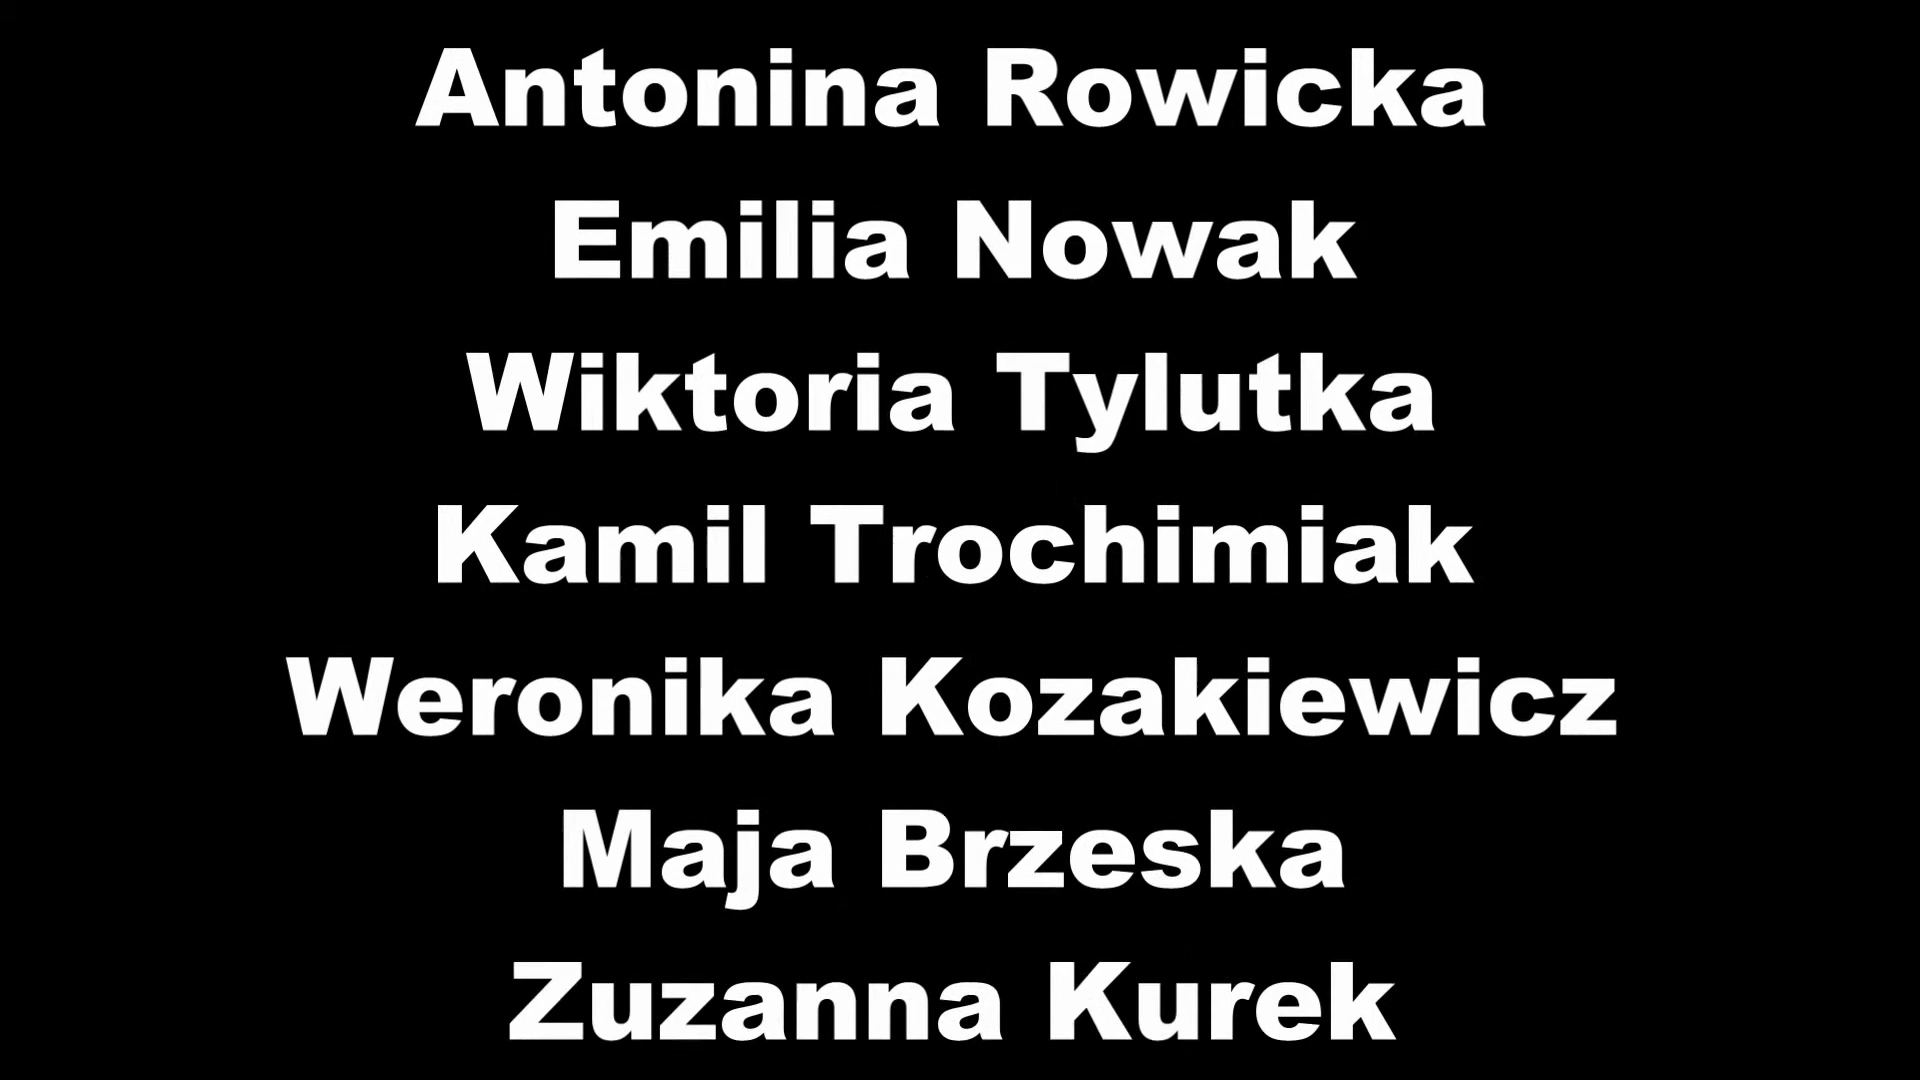 Antonina Rowicka
Emilia Nowak
Wiktoria Tylutka
Kamil Trochimiak
Weronika Kozakiewicz
Maja Brzeska
Zuzanna Kurek